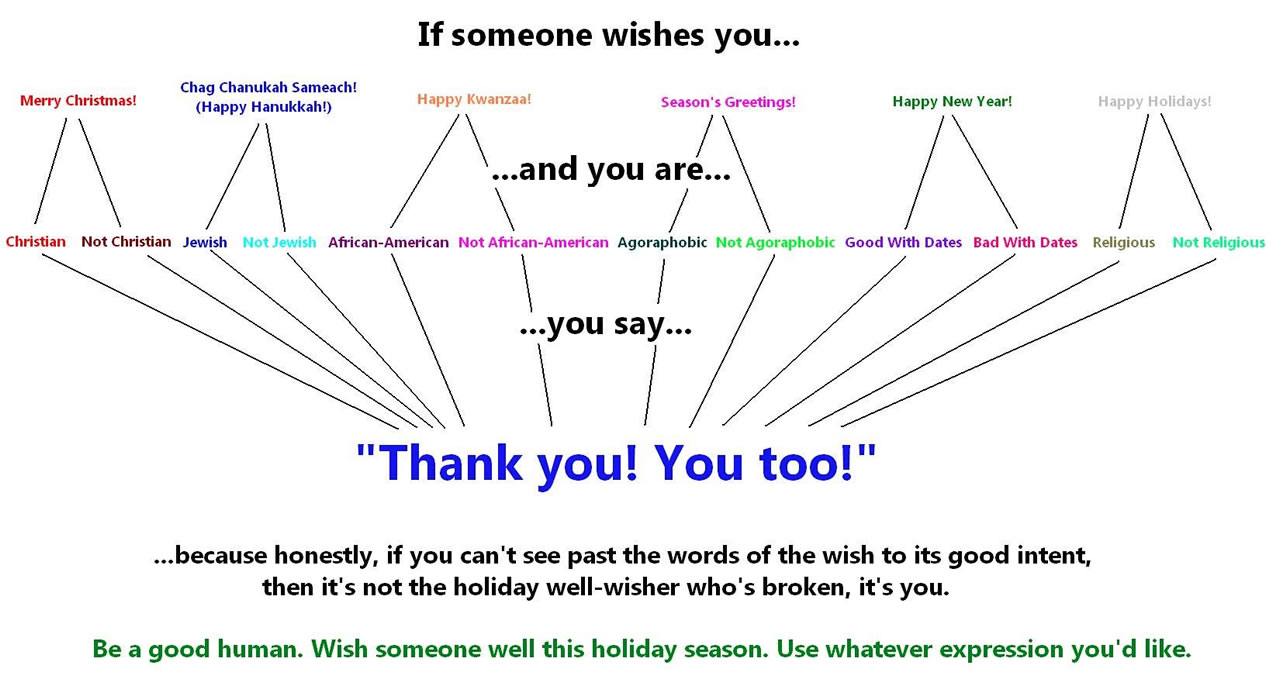 If someone wishes you...
Merry Christmas!
Chag Chanukah Sameach!
(Happy Hanukkah!)
Happy Kwanzaa!
Season's Greetings!
Happy New Year!
Happy Holidays!
...and you are...
Christian
Not Christian
Jewish
Not Jewish
African-American
Not African-American
Agoraphobic
Not Agoraphobic
Good With Dates
Bad With Dates
Religious
Not Religious
...you say...
"Thank you! You too!"
...because honestly, if you can't see past the words of the wish to its good intent,
then it's not the holiday well-wisher who's broken, it's you.
Be a good human. Wish someone well this holiday season. Use whatever expression you'd like.